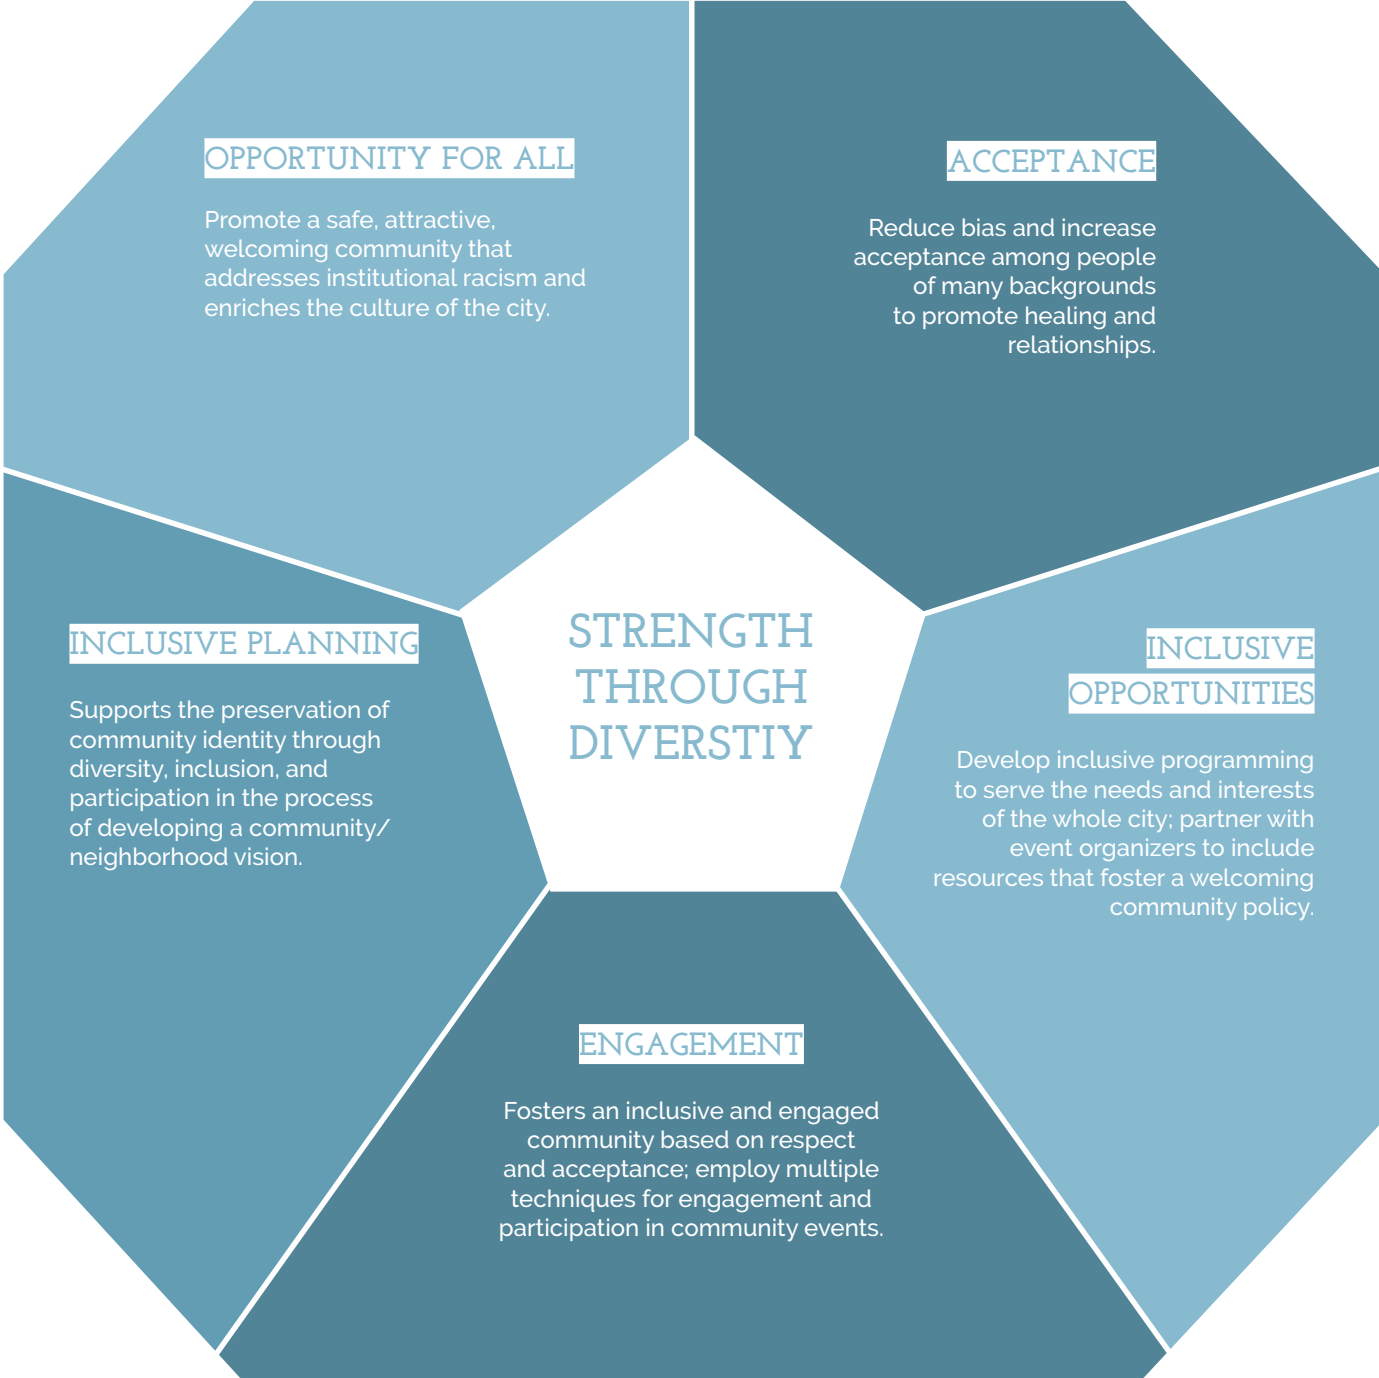 OPPORTUNITY FOR ALL
Promote a safe, attractive,
welcoming community that
addresses institutional racism and
enriches the culture of the city.
ACCEPTANCE
Reduce bias and increase
acceptance among people
of many backgrounds
to promote healing and
relationships.
STRENGTH
THROUGH
DIVERSTIY
INCLUSIVE PLANNING
Supports the preservation of
community identity through
diversity, inclusion, and
participation in the process
of developing a community/
neighborhood vision.
INCLUSIVE
OPPORTUNITIES
Develop inclusive programming
to serve the needs and interests
of the whole city; partner with
event organizers to include
resources that foster a welcoming
community policy.
ENGAGEMENT
Fosters an inclusive and engaged
community based on respect
and acceptance; employ multiple
techniques for engagement and
participation in community events.